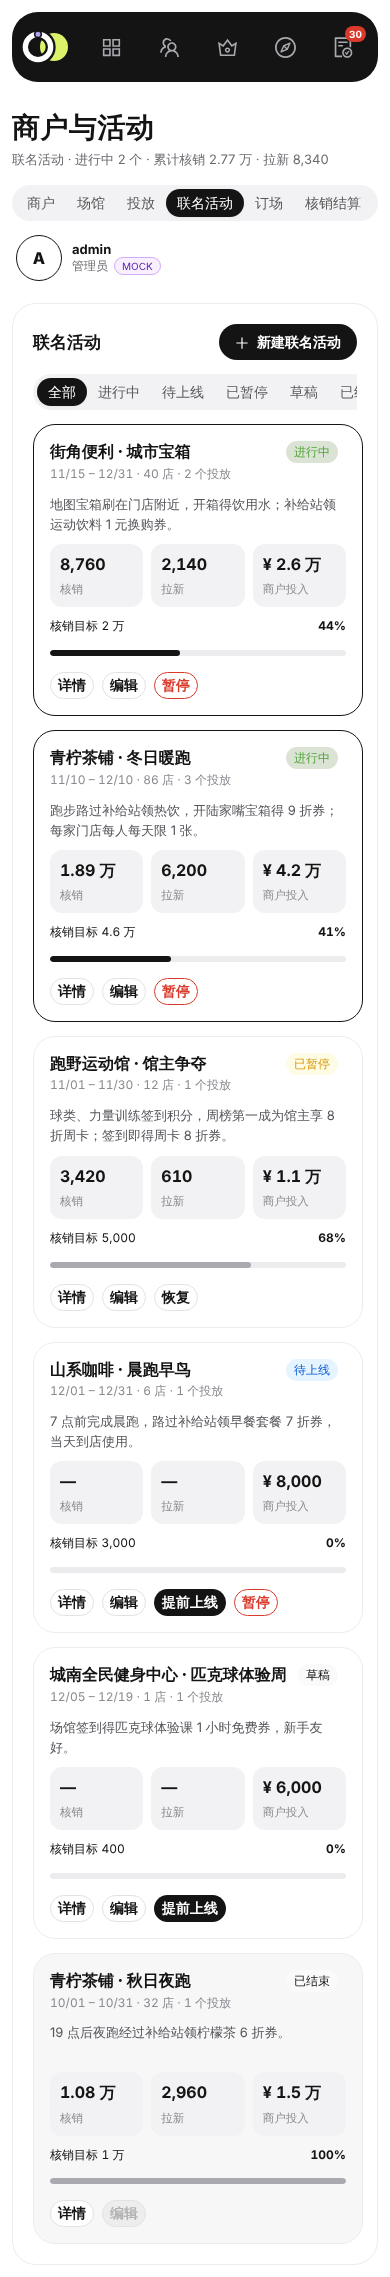 30
商户与活动
联名活动 · 进行中 2 个 · 累计核销 2.77 万 · 拉新 8,340
商户 场馆 投放 联名活动 订场 核销结算
A
admin
管理员 MOCK
联名活动
+ 新建联名活动
全部 进行中 待上线 已暂停 草稿
街角便利 · 城市宝箱 进行中
11/15 – 12/31 · 40 店 · 2 个投放
地图宝箱刷在门店附近，开箱得饮用水；补给站领
运动饮料 1 元换购券。
8,760 2,140 ¥ 2.6 万
核销 拉新 商户投入
核销目标 2 万 44%
详情 编辑 暂停
青柠茶铺 · 冬日暖跑 进行中
11/10 – 12/10 · 86 店 · 3 个投放
跑步路过补给站领热饮，开陆家嘴宝箱得 9 折券；
每家门店每人每天限 1 张。
1.89 万 6,200 ¥ 4.2 万
核销 拉新 商户投入
核销目标 4.6 万 41%
详情 编辑 暂停
跑野运动馆 · 馆主争夺 已暂停
11/01 – 11/30 · 12 店 · 1 个投放
球类、力量训练签到积分，周榜第一成为馆主享 8
折周卡；签到即得周卡 8 折券。
3,420 610 ¥ 1.1 万
核销 拉新 商户投入
核销目标 5,000 68%
详情 编辑 恢复
山系咖啡 · 晨跑早鸟 待上线
12/01 – 12/31 · 6 店 · 1 个投放
7 点前完成晨跑，路过补给站领早餐套餐 7 折券，
当天到店使用。
— — ¥ 8,000
核销 拉新 商户投入
核销目标 3,000 0%
详情 编辑 提前上线 暂停
城南全民健身中心 · 匹克球体验周 草稿
12/05 – 12/19 · 1 店 · 1 个投放
场馆签到得匹克球体验课 1 小时免费券，新手友
好。
— — ¥ 6,000
核销 拉新 商户投入
核销目标 400 0%
详情 编辑 提前上线
青柠茶铺 · 秋日夜跑 已结束
10/01 – 10/31 · 32 店 · 1 个投放
19 点后夜跑经过补给站领柠檬茶 6 折券。
1.08 万 2,960 ¥ 1.5 万
核销 拉新 商户投入
核销目标 1 万 100%
详情 编辑